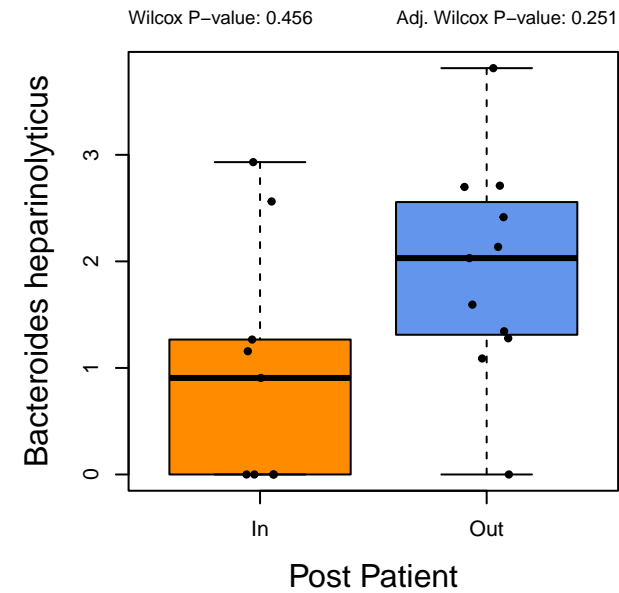 Wilcox P−value: 0.456
Adj. Wilcox P−value: 0.251
Bacteroides heparinolyticus
3
2
1
0
In
Out
Post Patient